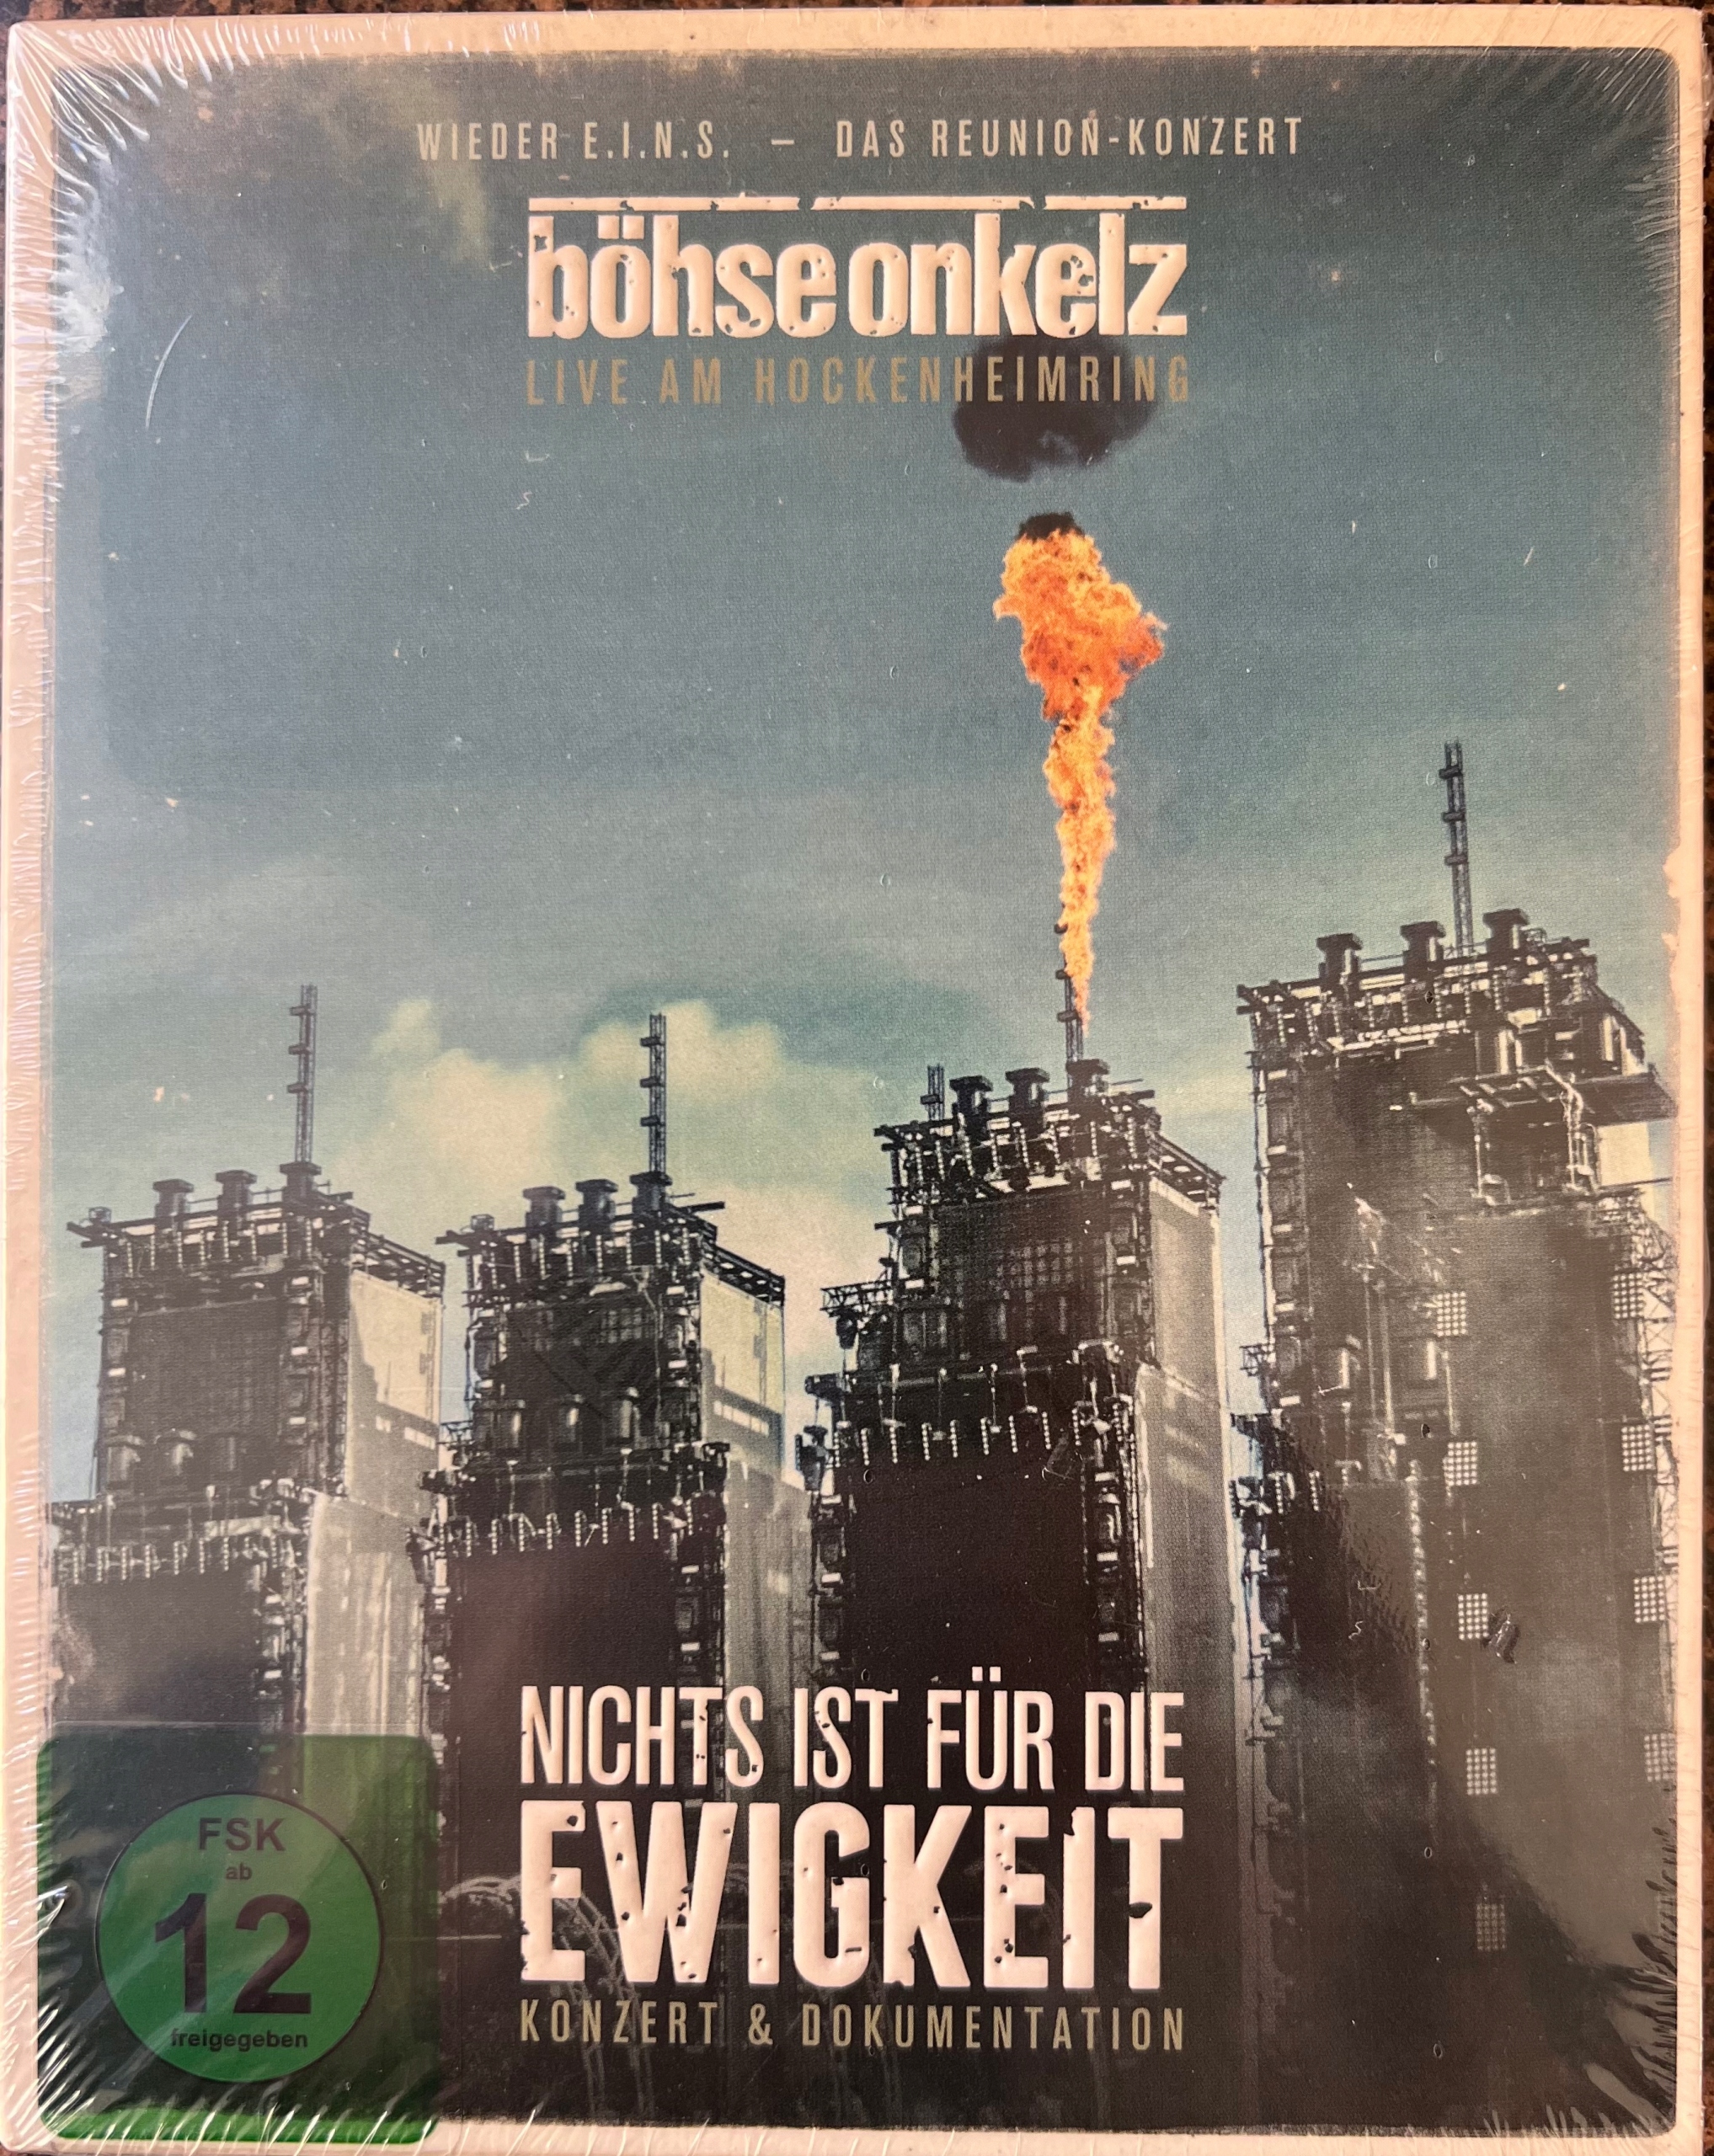 WIEDER E.I.N.S. – DAS REUNION-KONZERT
böhse onkelz
LIVE AM HOCKENHEIMRING
NICHTS IST FÜR DIE
EWIGKEIT
KONZERT & DOKUMENTATION
FSK
ab
12
freigegeben